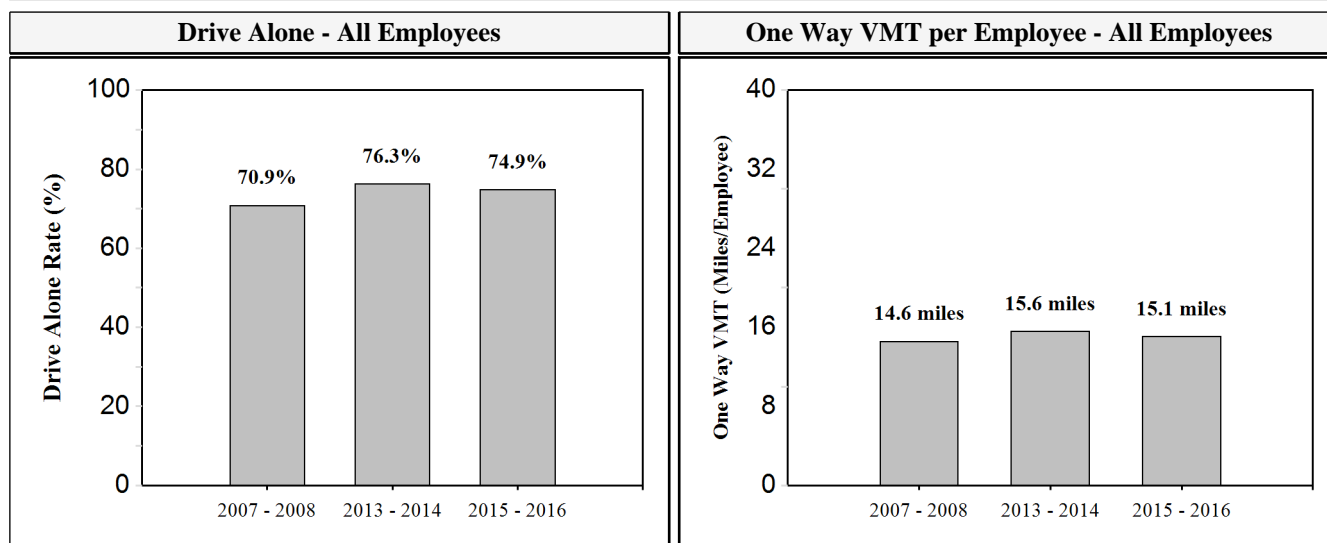 Drive Alone - All Employees
One Way VMT per Employee - All Employees
Drive Alone Rate (%)
100
80
60
40
20
0
70.9%
76.3%
74.9%
2007 - 2008
2013 - 2014
2015 - 2016
One Way VMT (Miles/Employee)
40
32
24
16
8
0
14.6 miles
15.6 miles
15.1 miles
2007 - 2008
2013 - 2014
2015 - 2016